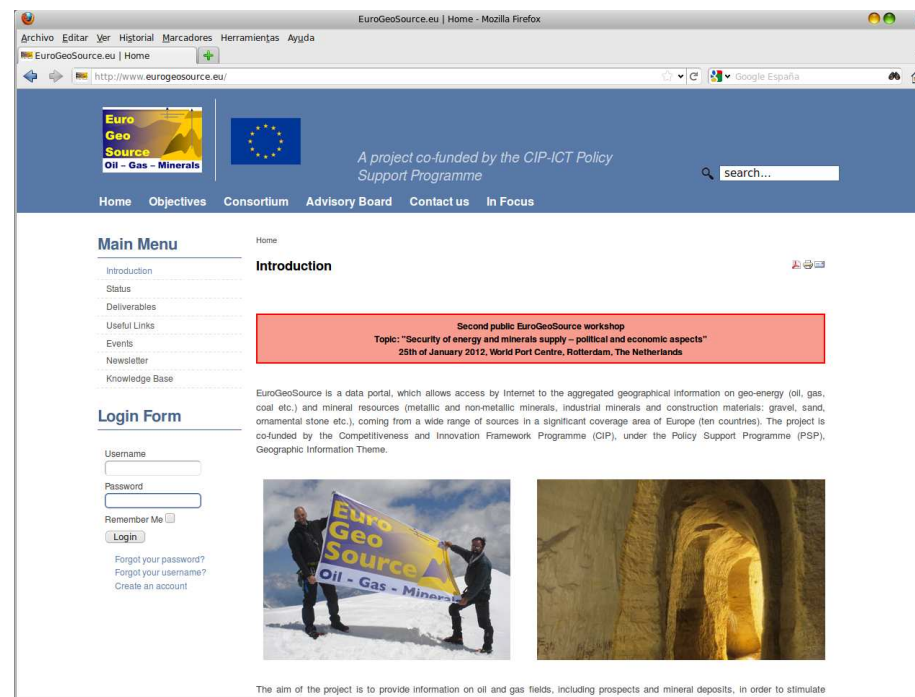 EuroGeoSource.eu | Home - Mozilla Firefox
Archivo Editar Ver Historial Marcadores Herramientas Ayuda
EuroGeoSource.eu | Home
http://www.eurogeosource.eu/
Google España
Euro
Geo
Source
Oil - Gas - Minerals
A project co-funded by the CIP-ICT Policy
Support Programme
search...
Home Objectives Consortium Advisory Board Contact us In Focus
Main Menu
Introduction
Status
Deliverables
Useful Links
Events
Newsletter
Knowledge Base
Login Form
Username
Password
Remember Me
Login
Forgot your password?
Forgot your username?
Create an account
Home
Introduction
Second public EuroGeoSource workshop
Topic: "Security of energy and minerals supply – political and economic aspects"
25th of January 2012, World Port Centre, Rotterdam, The Netherlands
EuroGeoSource is a data portal, which allows access by Internet to the aggregated geographical information on geo-energy (oil, gas,
coal etc.) and mineral resources (metallic and non-metallic minerals, industrial minerals and construction materials: gravel, sand,
ornamental stone etc.), coming from a wide range of sources in a significant coverage area of Europe (ten countries). The project is
co-funded by the Competitiveness and Innovation Framework Programme (CIP), under the Policy Support Programme (PSP),
Geographic Information Theme.
Euro
Geo
Source
Oil - Gas - Minerals
The aim of the project is to provide information on oil and gas fields, including prospects and mineral deposits, in order to stimulate